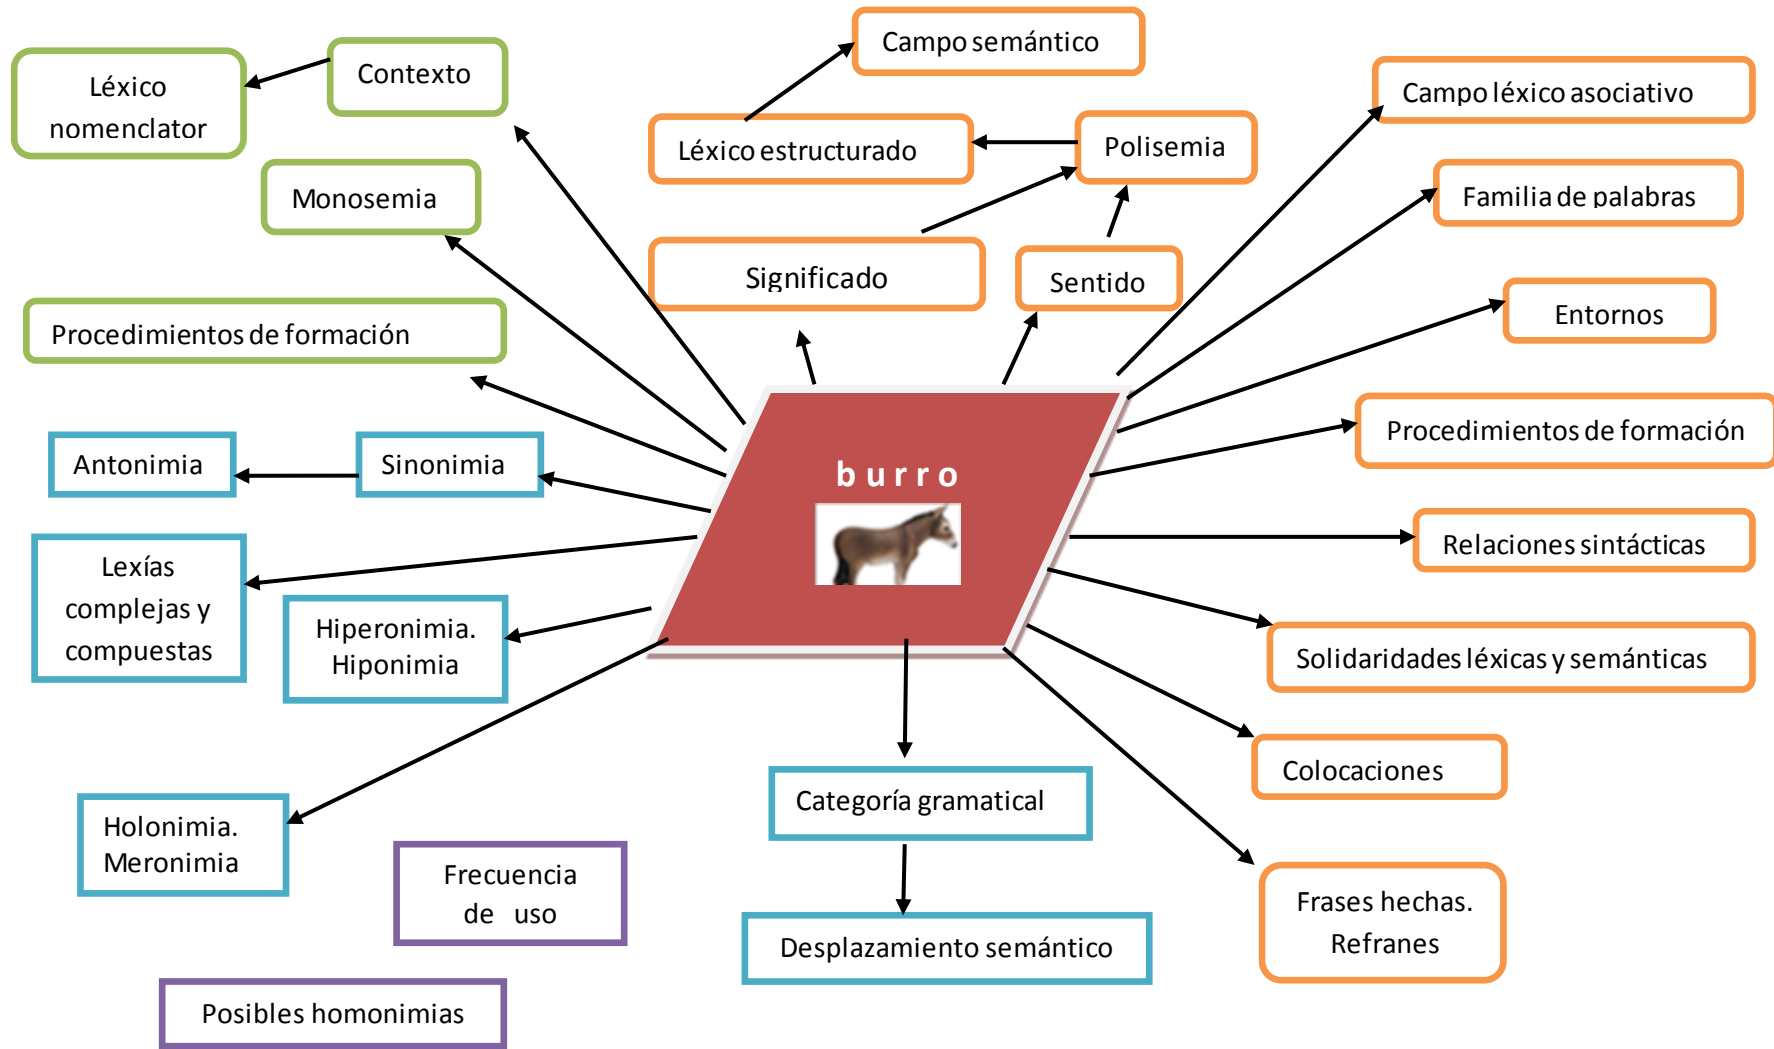 Campo semántico
Léxico
nomenclator
Contexto
Campo léxico asociativo
Léxico estructurado
Polisemia
Monosemia
Familia de palabras
Significado
Sentido
Procedimientos de formación
Entornos
Procedimientos de formación
Antonimia
Sinonimia
burro
Lexías
complejas y
compuestas
Relaciones sintácticas
Hiperonimia.
Hiponimia
Solidaridades léxicas y semánticas
Colocaciones
Categoría gramatical
Holonimia.
Meronimia
Frecuencia
de uso
Frases hechas.
Refranes
Desplazamiento semántico
Posibles homonimias